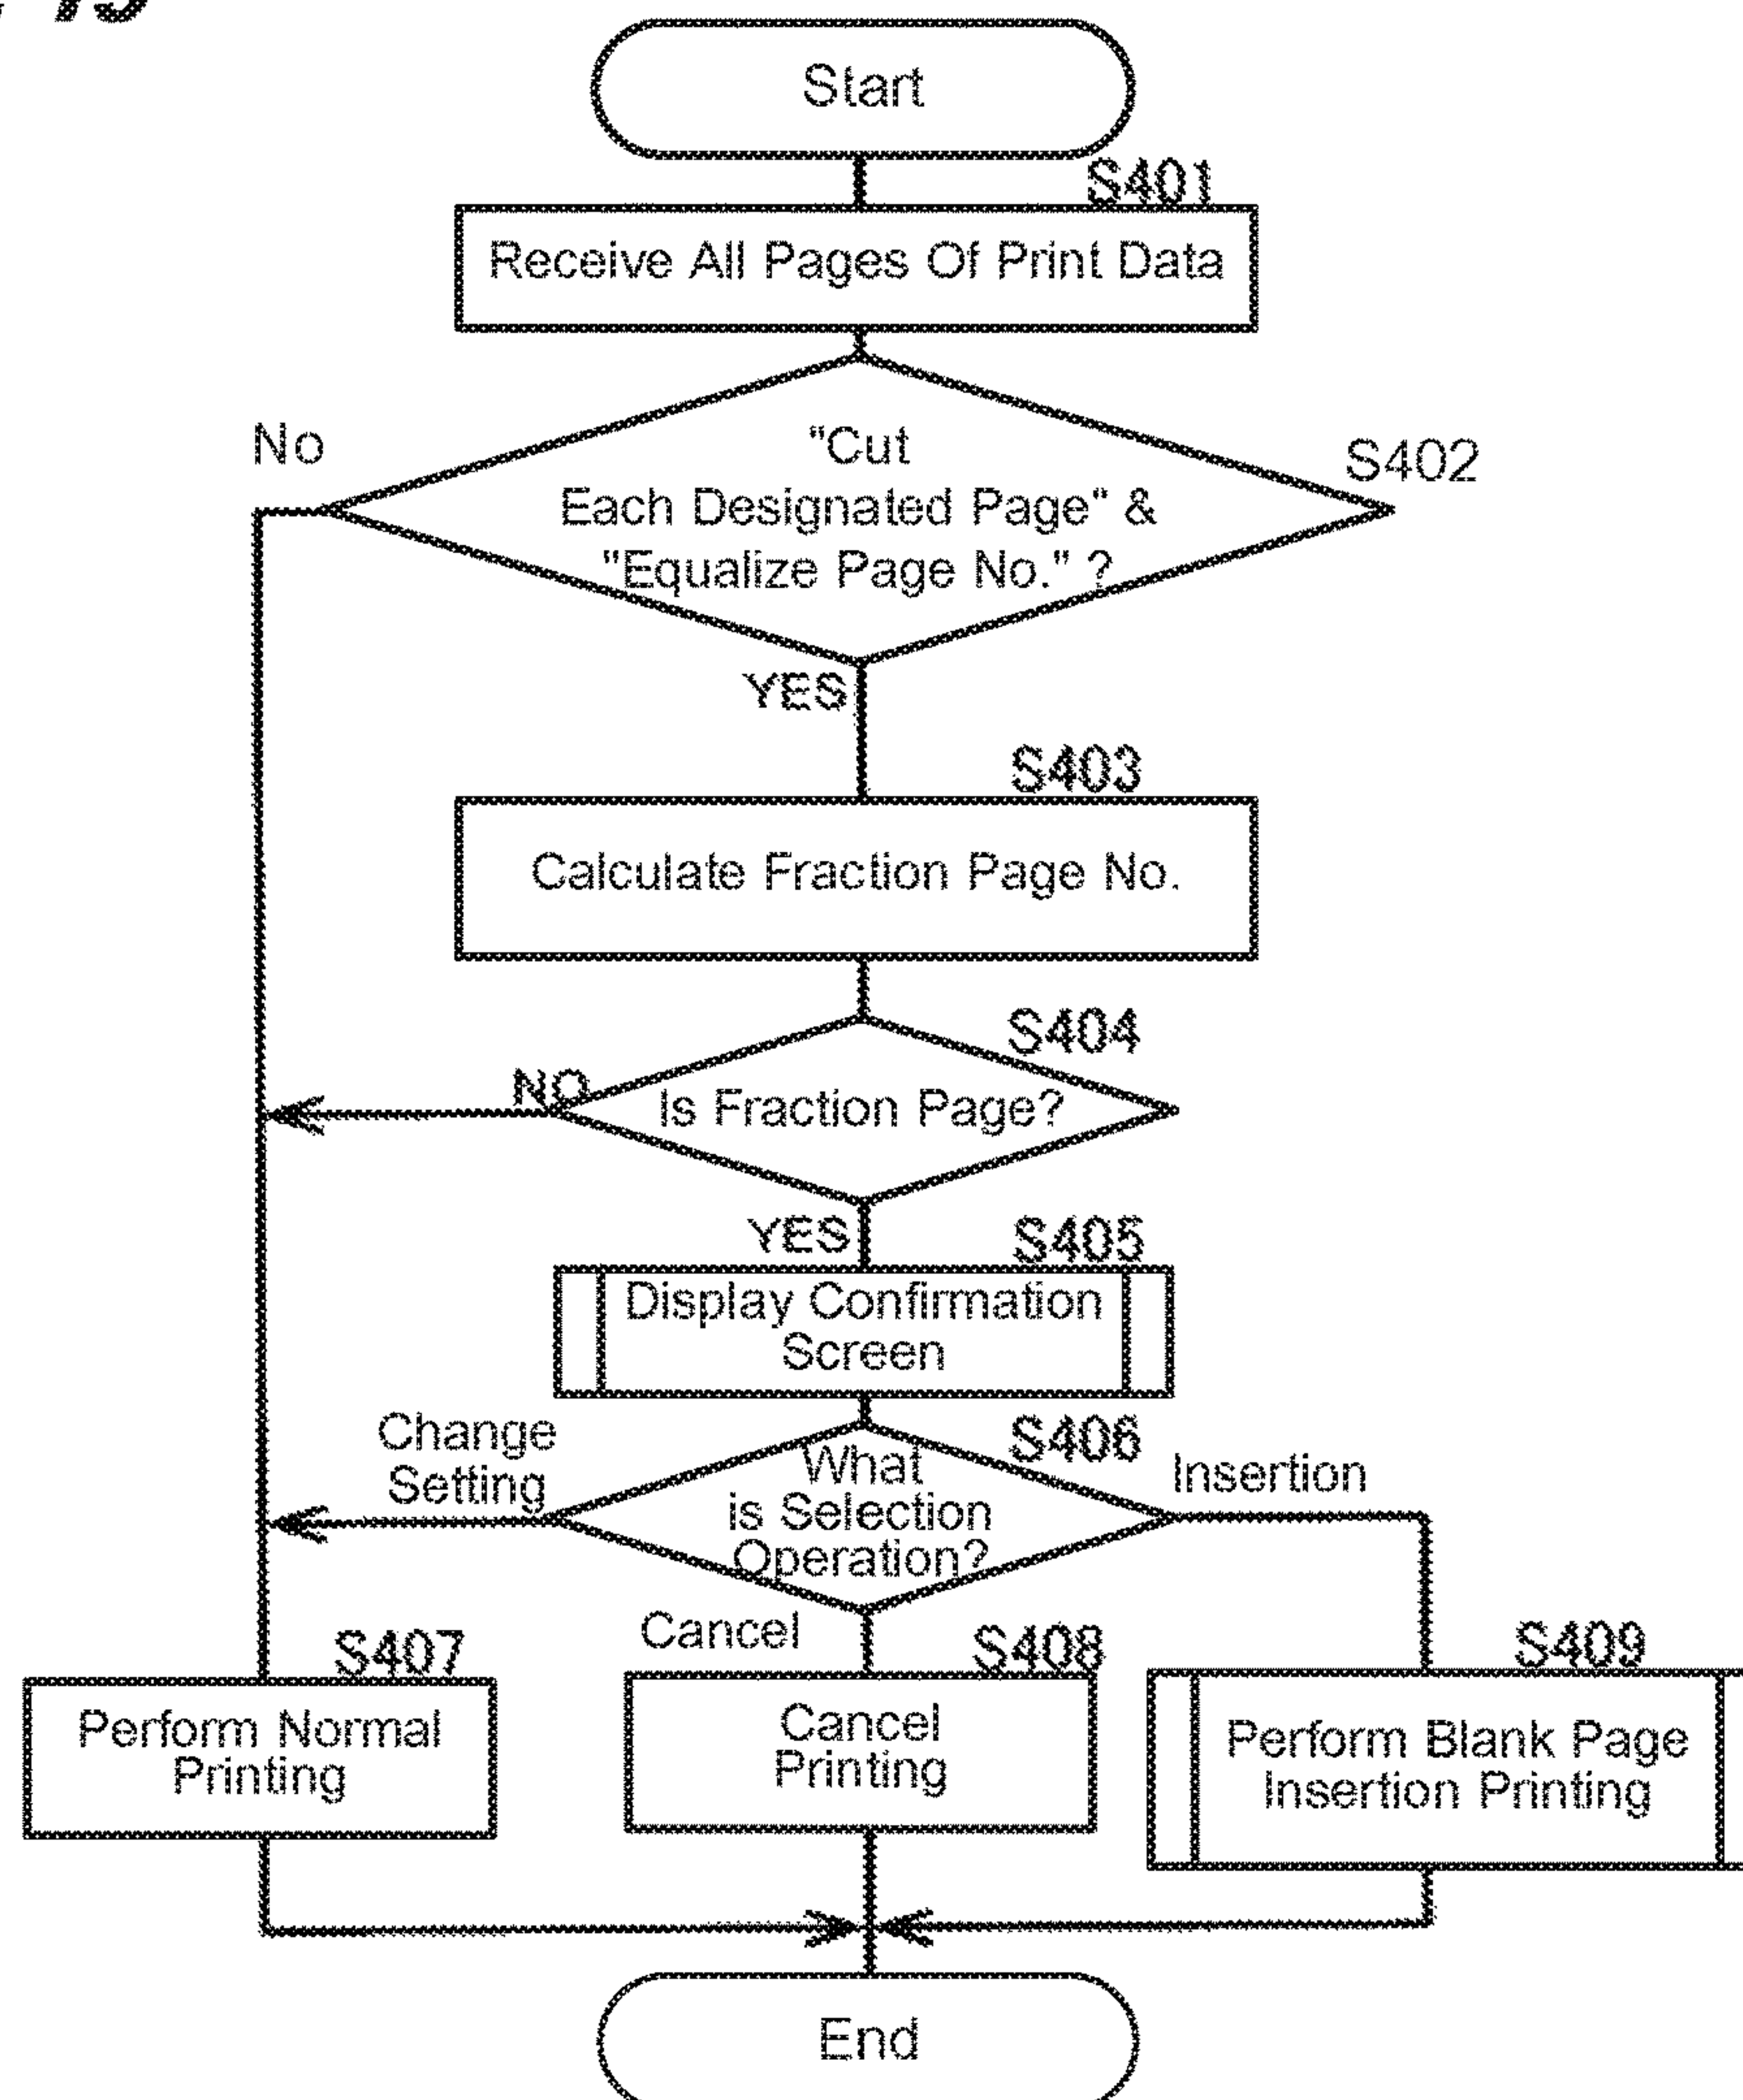 Start
S401
Receive All Pages Of Print Data
No
"Cut
S402
Each Designated Page" &
"Equalize Page No." ?
YES
S403
Calculate Fraction Page No.
S404
NO
Is Fraction Page?
YES
S405
Display Confirmation
Screen
Change
Setting
S406
What
is Selection
Operation?
Insertion
Cancel
S407
S408
S409
Perform Normal
Printing
Cancel
Printing
Perform Blank Page
Insertion Printing
End